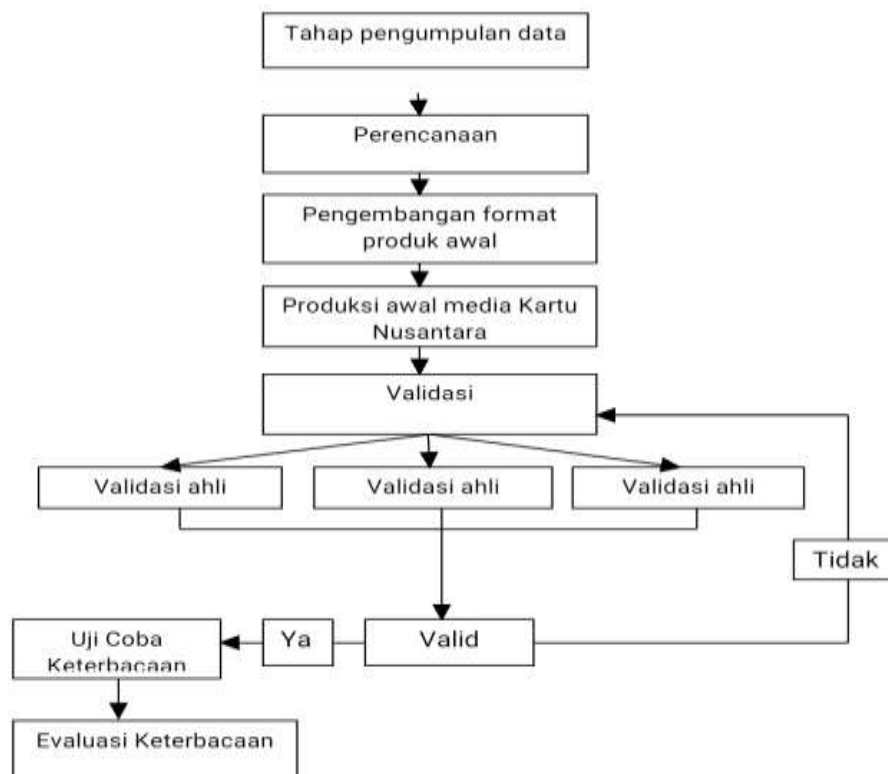 Tahap pengumpulan data
Perencanaan
Pengembangan format
produk awal
Produksi awal media Kartu
Nusantara
Validasi
Validasi ahli
Validasi ahli
Validasi ahli
Tidak
Uji Coba
Keterbacaan
Ya
Valid
Evaluasi Keterbacaan